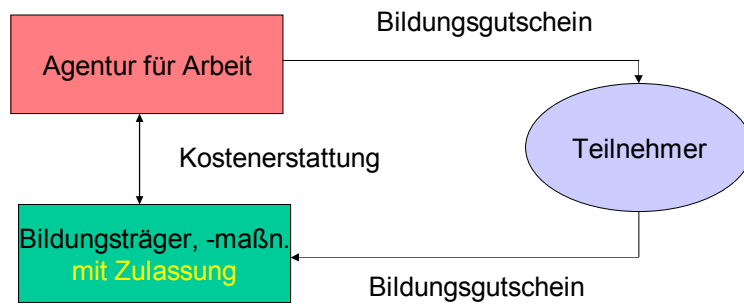 Bildungsgutschein
Agentur für Arbeit
Teilnehmer
Kostenerstattung
Bildungsträger, -maßn.
mit Zulassung
Bildungsgutschein